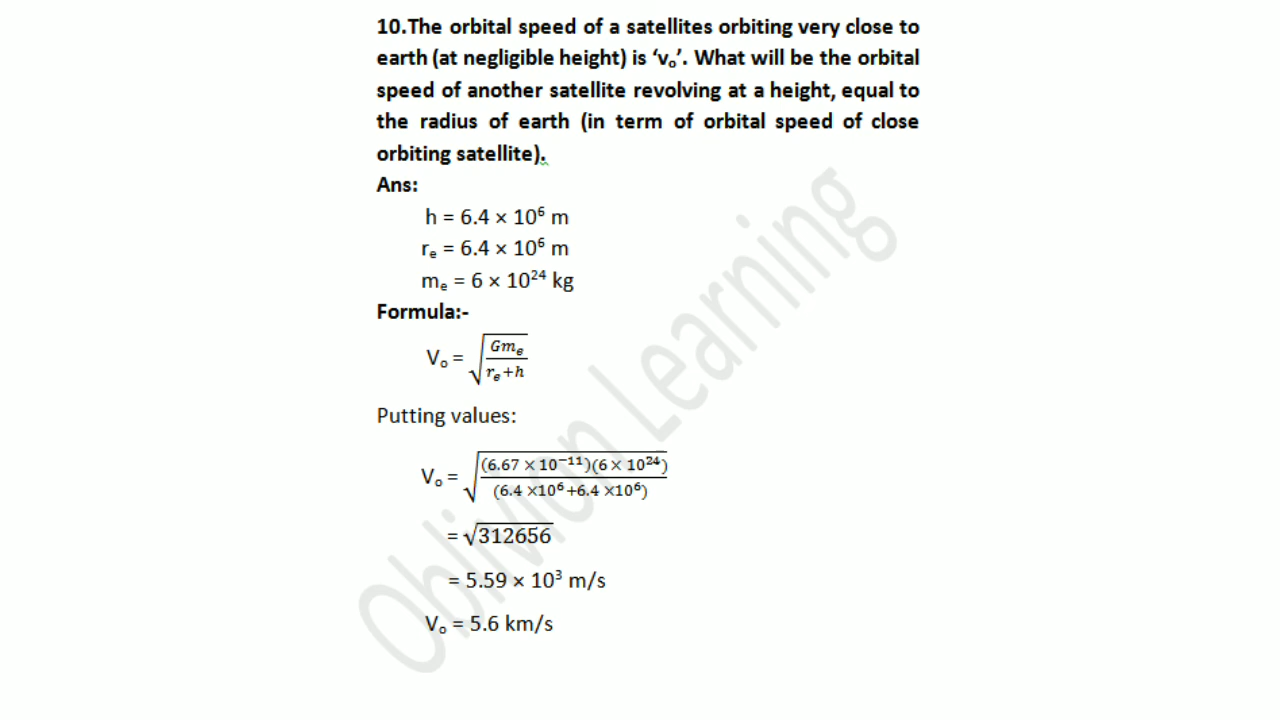 10.The orbital speed of a satellites orbiting very close to
earth (at negligible height) is ‘vₒ’. What will be the orbital
speed of another satellite revolving at a height, equal to
the radius of earth (in term of orbital speed of close
orbiting satellite).
Ans:
h = 6.4 × 10⁶ m
rₑ = 6.4 × 10⁶ m
mₑ = 6 × 10²⁴ kg
Formula:-
Vₒ = √(Gmₑ / rₑ+h)
Putting values:
Vₒ = √((6.67 × 10⁻¹¹)(6 × 10²⁴) / (6.4 ×10⁶+6.4 ×10⁶))
= √312656
= 5.59 × 10³ m/s
Vₒ = 5.6 km/s
Oblivion Learning